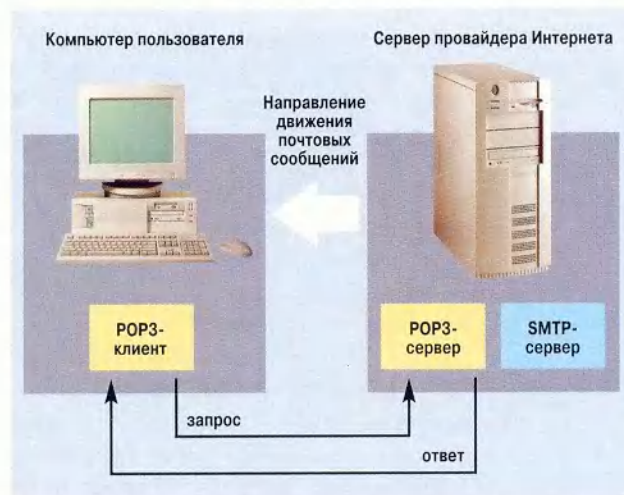 Компьютер пользователя
Сервер провайдера Интернета
Направление
движения
почтовых
сообщений
POP3-
клиент
POP3-
сервер
SMTP-
сервер
запрос
ответ